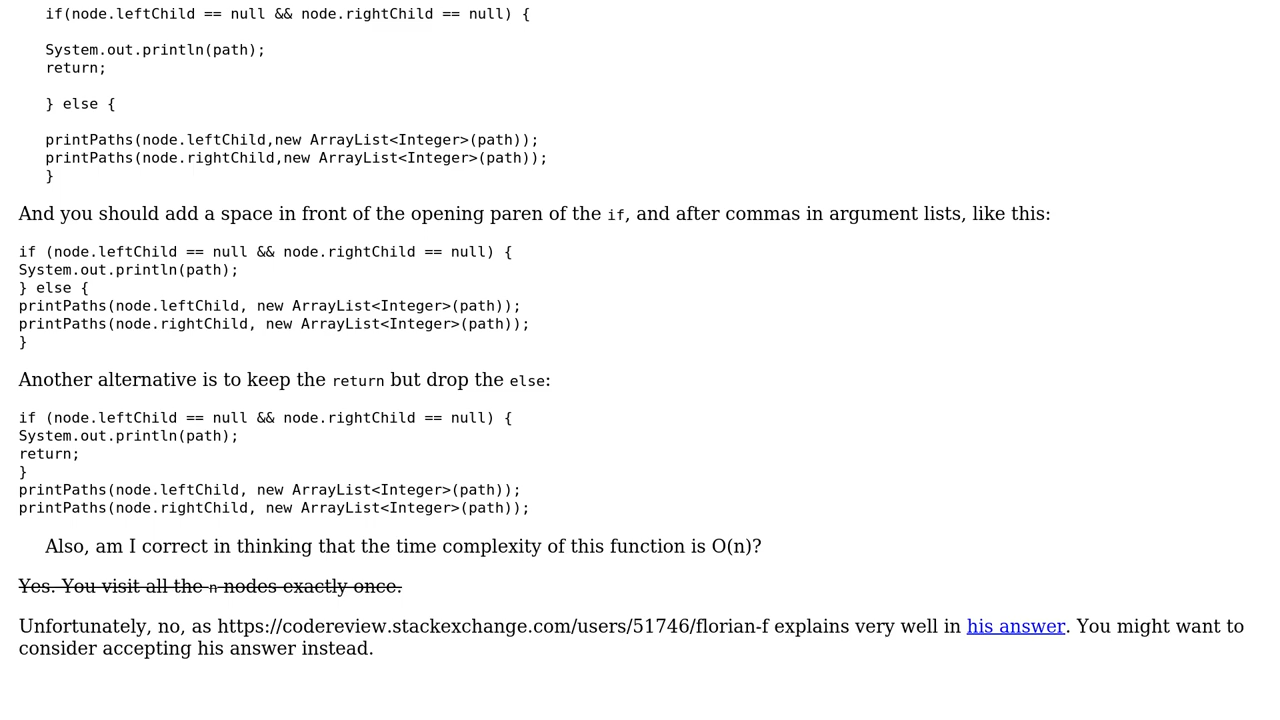 if(node.leftChild == null && node.rightChild == null) {
System.out.println(path);
return;
} else {
printPaths(node.leftChild,new ArrayList<Integer>(path));
printPaths(node.rightChild,new ArrayList<Integer>(path));
}
And you should add a space in front of the opening paren of the if, and after commas in argument lists, like this:
if (node.leftChild == null && node.rightChild == null) {
System.out.println(path);
} else {
printPaths(node.leftChild, new ArrayList<Integer>(path));
printPaths(node.rightChild, new ArrayList<Integer>(path));
}
Another alternative is to keep the return but drop the else:
if (node.leftChild == null && node.rightChild == null) {
System.out.println(path);
return;
}
printPaths(node.leftChild, new ArrayList<Integer>(path));
printPaths(node.rightChild, new ArrayList<Integer>(path));
Also, am I correct in thinking that the time complexity of this function is O(n)?
Yes. You visit all the n nodes exactly once.
Unfortunately, no, as https://codereview.stackexchange.com/users/51746/florian-f explains very well in his answer. You might want to
consider accepting his answer instead.